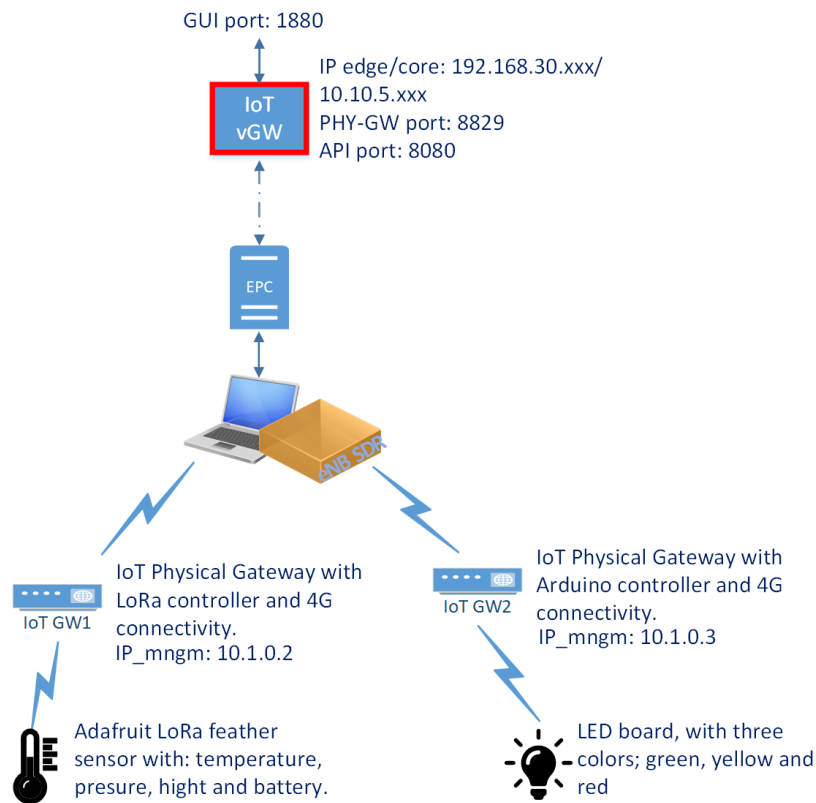 GUI port: 1880
IP edge/core: 192.168.30.xxx/
10.10.5.xxx
PHY-GW port: 8829
API port: 8080
IoT
vGW
EPC
eNB SDR
IoT Physical Gateway with
LoRa controller and 4G
connectivity.
IP_mngm: 10.1.0.2
IoT GW1
IoT Physical Gateway with
Arduino controller and 4G
connectivity.
IP_mngm: 10.1.0.3
IoT GW2
Adafruit LoRa feather
sensor with: temperature,
presure, hight and battery.
LED board, with three
colors; green, yellow and
red